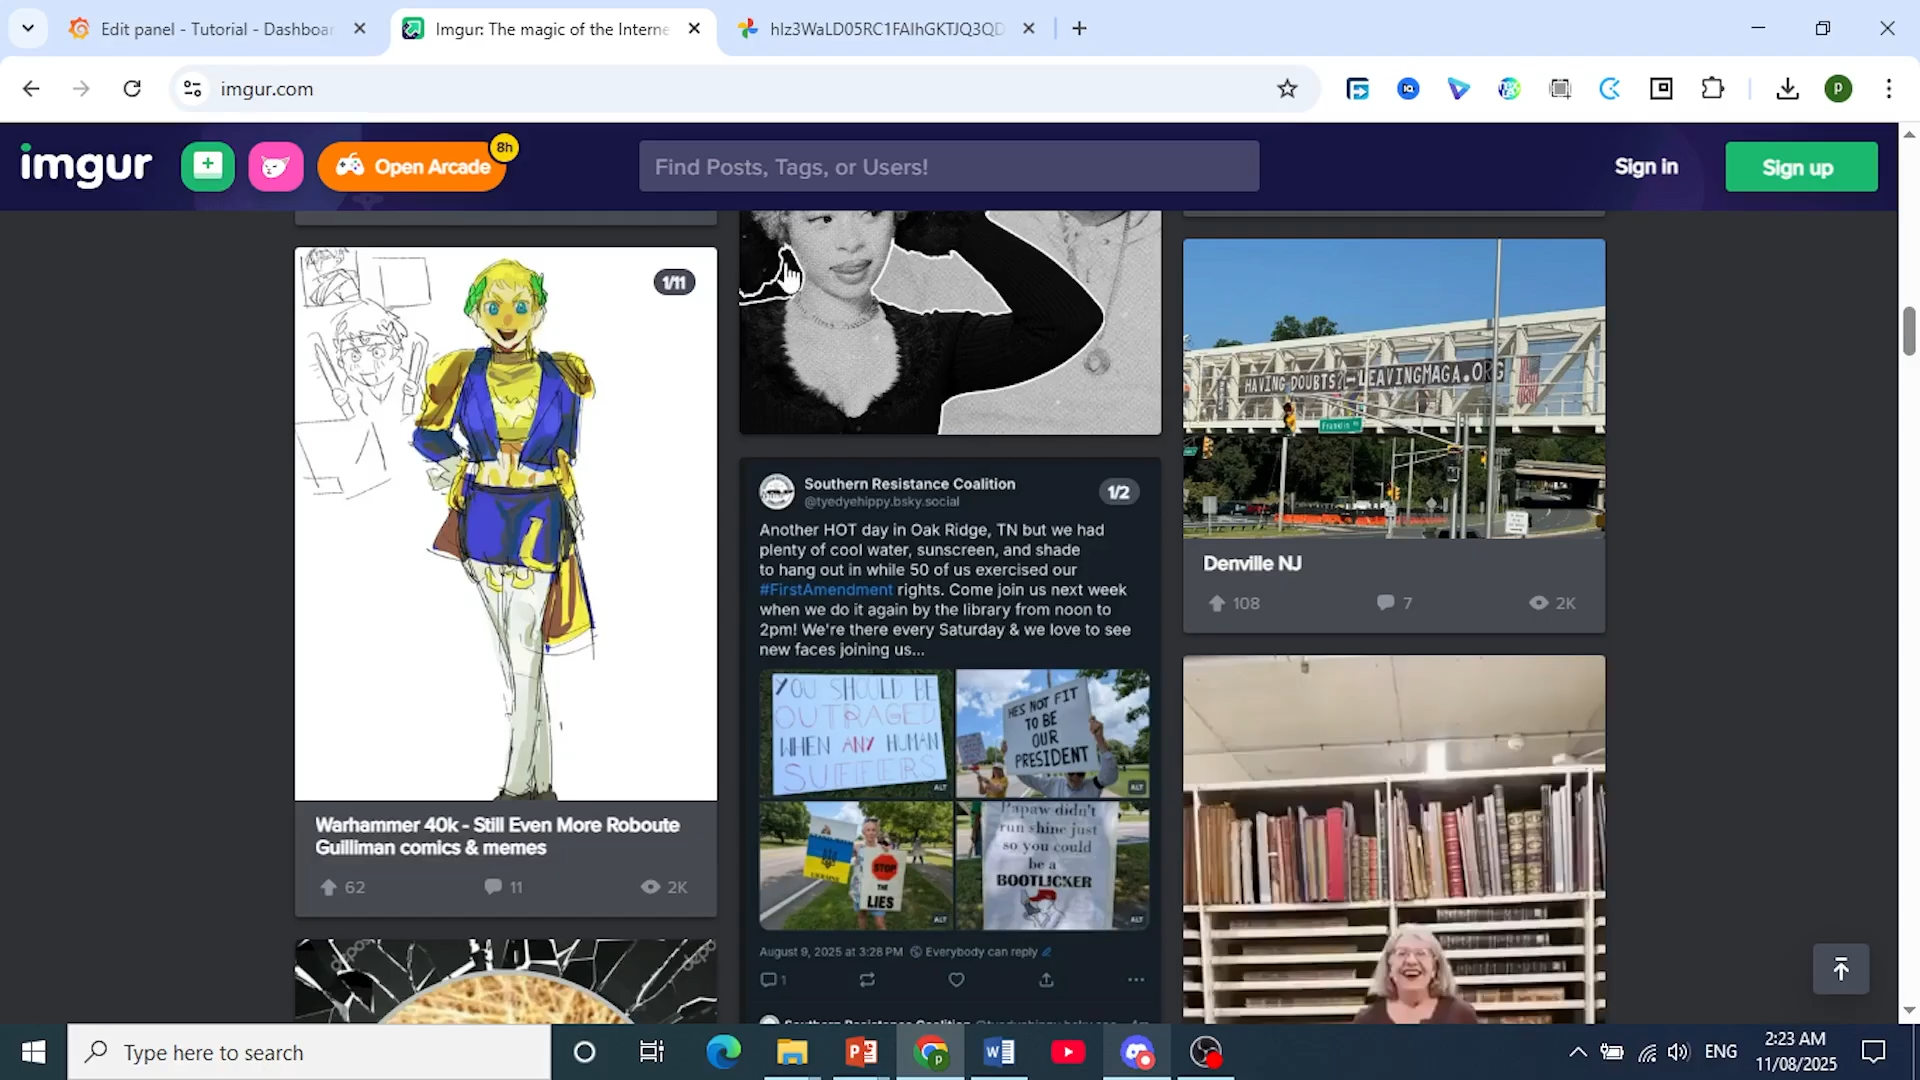 Edit panel - Tutorial - Dashboar
Imgur: The magic of the Interne
hIz3WaLD05RC1FAIhGKTJQ3QD
imgur.com
imgur
Open Arcade
8h
Find Posts, Tags, or Users!
Sign in
Sign up
1/11
Warhammer 40k - Still Even More Roboute
Guilliman comics & memes
62
11
2K
Southern Resistance Coalition
@tyedyehippy.bsky.social
1/2
Another HOT day in Oak Ridge, TN but we had
plenty of cool water, sunscreen, and shade
to hang out in while 50 of us exercised our
#FirstAmendment rights. Come join us next week
when we do it again by the library from noon to
2pm! We're there every Saturday & we love to see
new faces joining us...
YOU SHOULD BE
OUTRAGED
WHEN ANY HUMAN
SUFFERS
ALT
HES NOT FIT
TO BE
OUR
PRESIDENT
ALT
STOP
THE
LIES
ALT
Papaw didn't
run shine just
so you could
be a
BOOTLICKER
ALT
August 9, 2025 at 3:28 PM
Everybody can reply
1
HAVING DOUBTS?-LEAVINGMAGA.ORG
Franklin
Denville NJ
108
7
2K
Type here to search
ENG
2:23 AM
11/08/2025